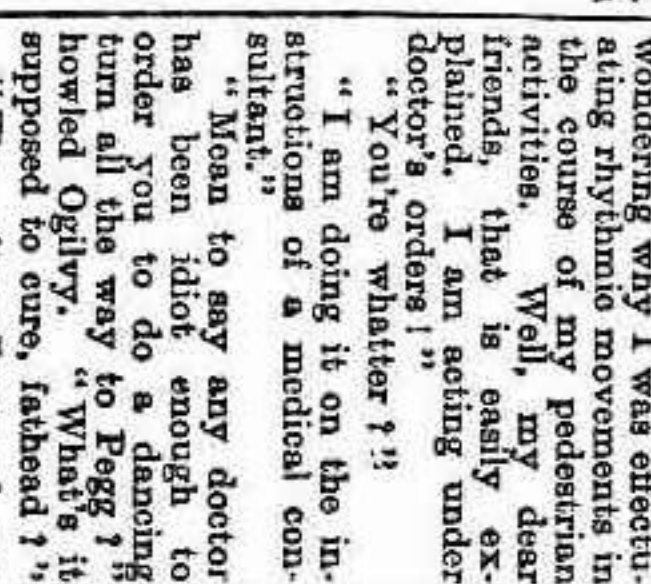 wondering why I was effectu-
ating rhythmic movements in
the course of my pedestrian
activities. Well, my dear
friends, that is easily ex-
plained. I am acting under
doctor's orders!"
"You're whatter?"
"I am doing it on the in-
structions of a medical con-
sultant."
"Mean to say any doctor
has been idiot enough to
order you to do a dancing
turn all the way to Pegg?"
howled Ogilvy. "What's it
supposed to cure, fathead?"